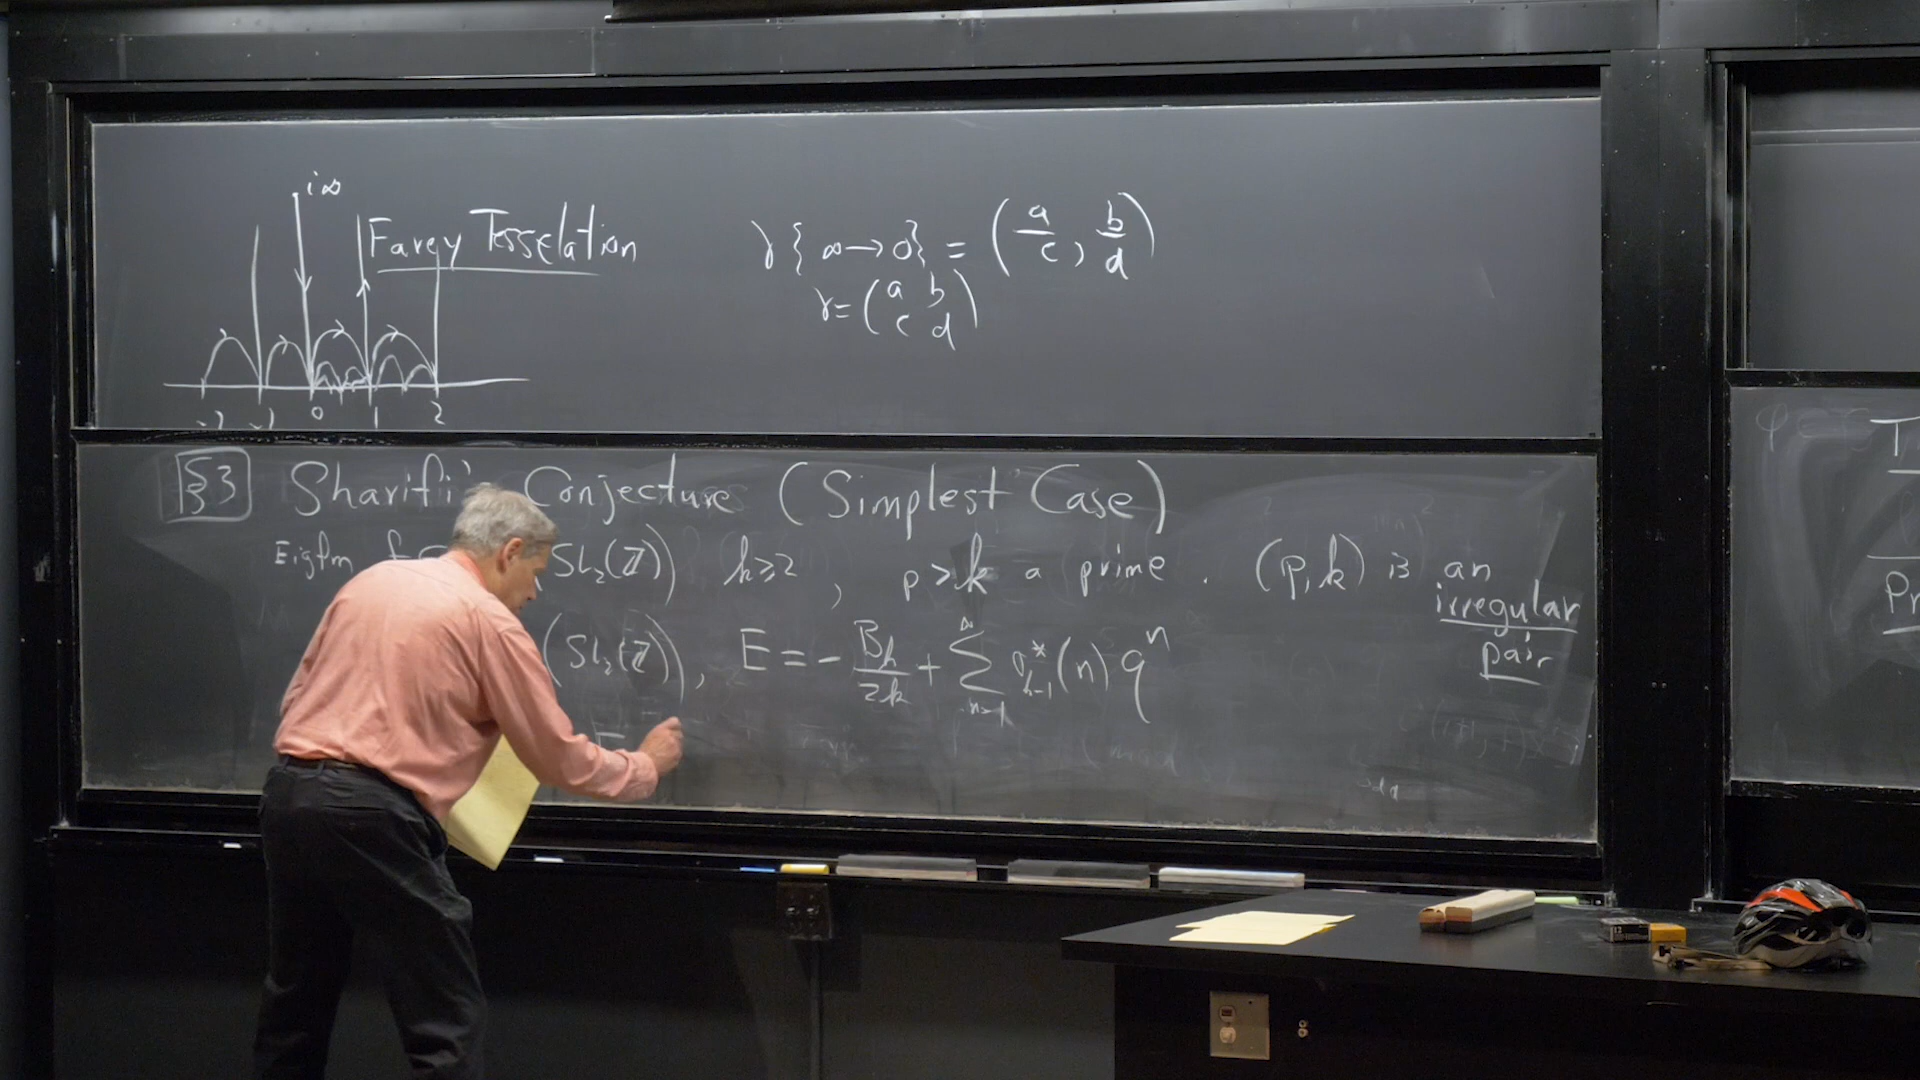 i∞
Farey Tesselation
γ { ∞ → 0 } = ( a/c , b/d )
γ = ( a b
c d )
-2 -1 0 1 2
§3 Sharifi Conjecture (Simplest Case)
Eigfm SL₂(ℤ)) k ≥ 2 , p > k a prime . (p, k) is an irregular pair
(SL₂(ℤ)) , E = - B_k/2k + ∑_{n=1}^∞ σ*_{k-1}(n) q^n